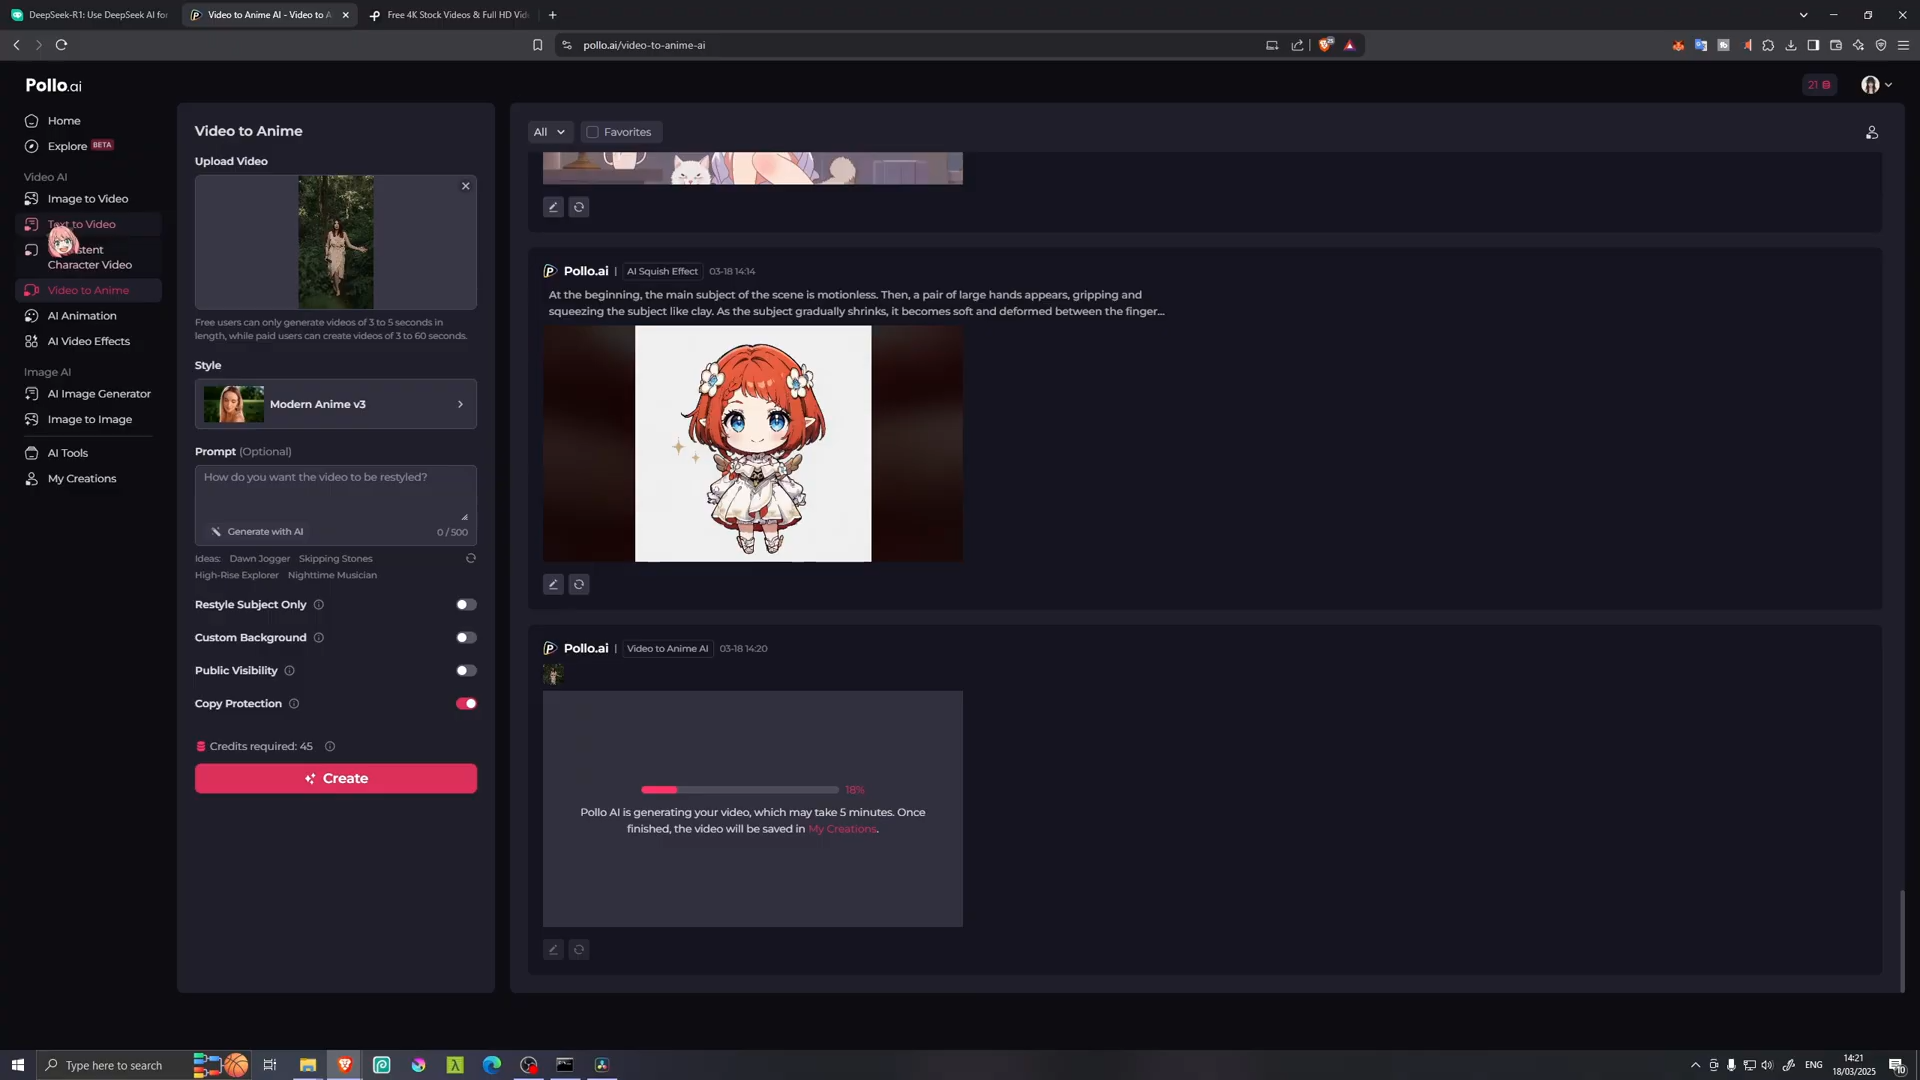 DeepSeek-R1: Use DeepSeek AI for
Video to Anime AI - Video to A
Free 4K Stock Videos & Full HD Vid
pollo.ai/video-to-anime-ai
Pollo.ai
21
Home
Explore BETA
Video AI
Image to Video
Text to Video
Character Video
Video to Anime
AI Animation
AI Video Effects
Image AI
AI Image Generator
Image to Image
AI Tools
My Creations
Video to Anime
Upload Video
Free users can only generate videos of 3 to 5 seconds in
length, while paid users can create videos of 3 to 60 seconds.
Style
Modern Anime v3
Prompt (Optional)
How do you want the video to be restyled?
Generate with AI
0 / 500
Ideas: Dawn Jogger Skipping Stones
High-Rise Explorer Nighttime Musician
Restyle Subject Only
Custom Background
Public Visibility
Copy Protection
Credits required: 45
Create
All
Favorites
Pollo.ai | AI Squish Effect 03-18 14:14
At the beginning, the main subject of the scene is motionless. Then, a pair of large hands appears, gripping and
squeezing the subject like clay. As the subject gradually shrinks, it becomes soft and deformed between the finger...
Pollo.ai | Video to Anime AI 03-18 14:20
18%
Pollo AI is generating your video, which may take 5 minutes. Once
finished, the video will be saved in My Creations.
Type here to search
ENG
14:21
18/03/2025